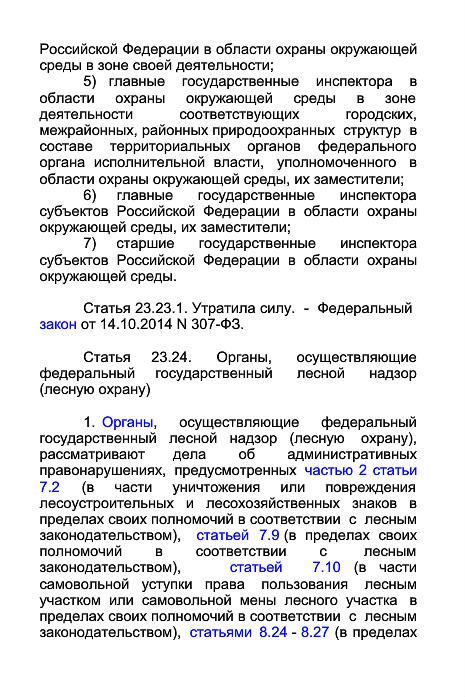 Российской Федерации в области охраны окружающей
среды в зоне своей деятельности;
5) главные государственные инспектора в
области охраны окружающей среды в зоне
деятельности соответствующих городских,
межрайонных, районных природоохранных структур в
составе территориальных органов федерального
органа исполнительной власти, уполномоченного в
области охраны окружающей среды, их заместители;
6) главные государственные инспектора
субъектов Российской Федерации в области охраны
окружающей среды, их заместители;
7) старшие государственные инспектора
субъектов Российской Федерации в области охраны
окружающей среды.
Статья 23.23.1. Утратила силу. - Федеральный
закон от 14.10.2014 N 307-ФЗ.
Статья 23.24. Органы, осуществляющие
федеральный государственный лесной надзор
(лесную охрану)
1. Органы, осуществляющие федеральный
государственный лесной надзор (лесную охрану),
рассматривают дела об административных
правонарушениях, предусмотренных частью 2 статьи
7.2 (в части уничтожения или повреждения
лесоустроительных и лесохозяйственных знаков в
пределах своих полномочий в соответствии с лесным
законодательством), статьей 7.9 (в пределах своих
полномочий в соответствии с лесным
законодательством), статьей 7.10 (в части
самовольной уступки права пользования лесным
участком или самовольной мены лесного участка в
пределах своих полномочий в соответствии с лесным
законодательством), статьями 8.24 - 8.27 (в пределах